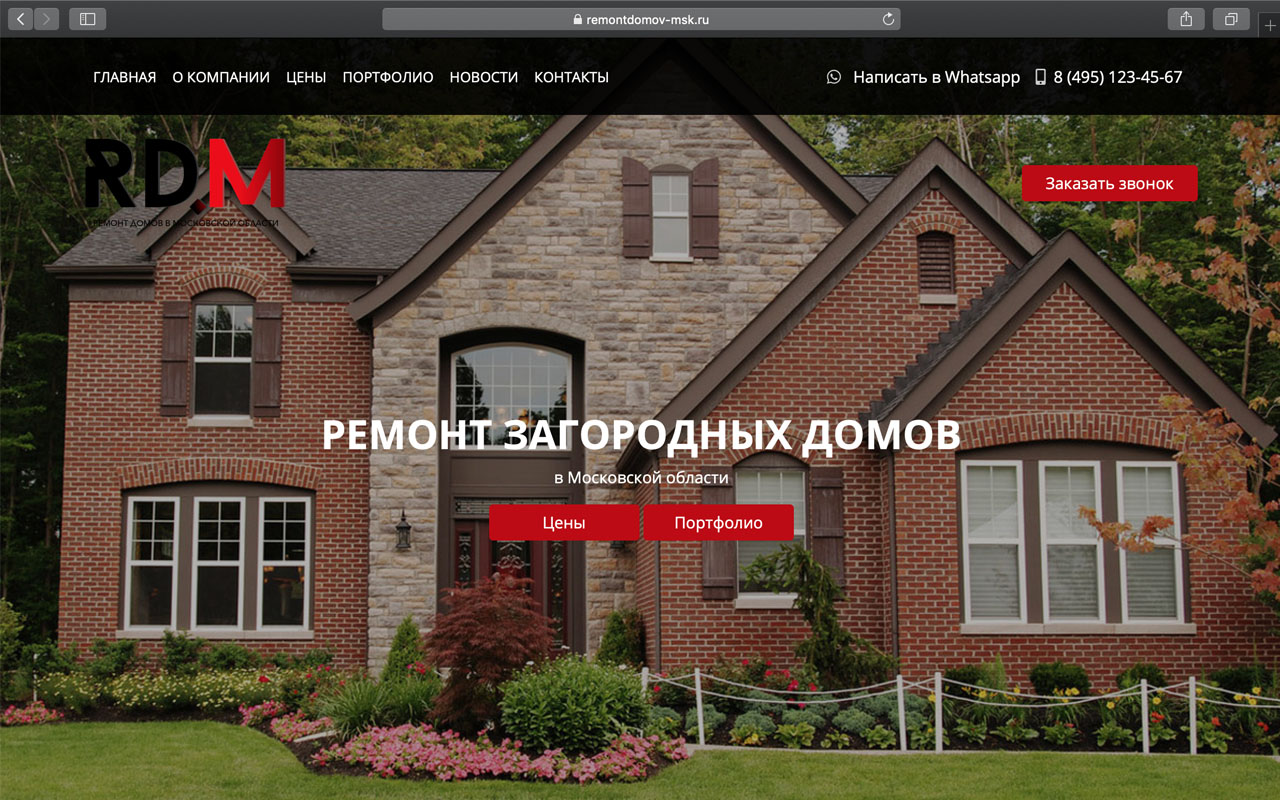 remontdomov-msk.ru
ГЛАВНАЯ О КОМПАНИИ ЦЕНЫ ПОРТФОЛИО НОВОСТИ КОНТАКТЫ Написать в Whatsapp 8 (495) 123-45-67
RD.M
РЕМОНТ ДОМОВ В МОСКОВСКОЙ ОБЛАСТИ
Заказать звонок
РЕМОНТ ЗАГОРОДНЫХ ДОМОВ
в Московской области
Цены Портфолио